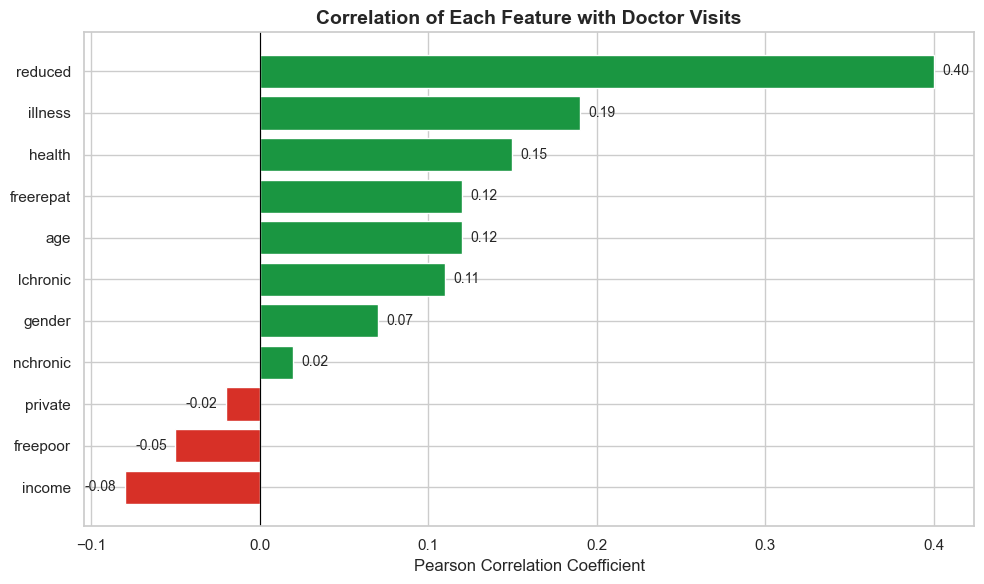 Correlation of Each Feature with Doctor Visits
reduced 0.40
illness 0.19
health 0.15
freerepat 0.12
age 0.12
lchronic 0.11
gender 0.07
nchronic 0.02
private -0.02
freepoor -0.05
income -0.08
−0.1 0.0 0.1 0.2 0.3 0.4
Pearson Correlation Coefficient